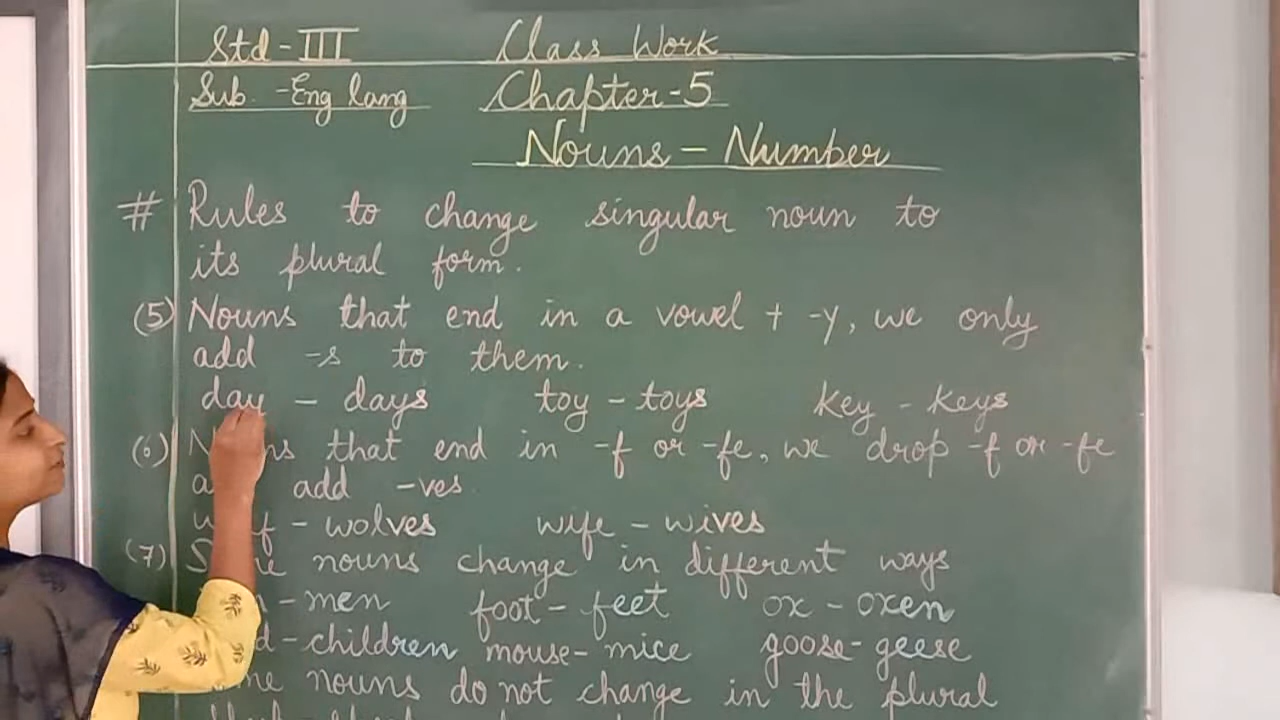 Std - III Class Work
Sub. - Eng lang Chapter-5
Nouns - Number
# Rules to change singular noun to
its plural form.
(5) Nouns that end in a vowel + -y, we only
add -s to them.
day - days toy - toys key - keys
(6) that end in -f or -fe, we drop -f or -fe
add -ves
- wolves wife - wives
(7) nouns change in different ways
- men foot - feet ox - oxen
- children mouse - mice goose - geese
nouns do not change in the plural